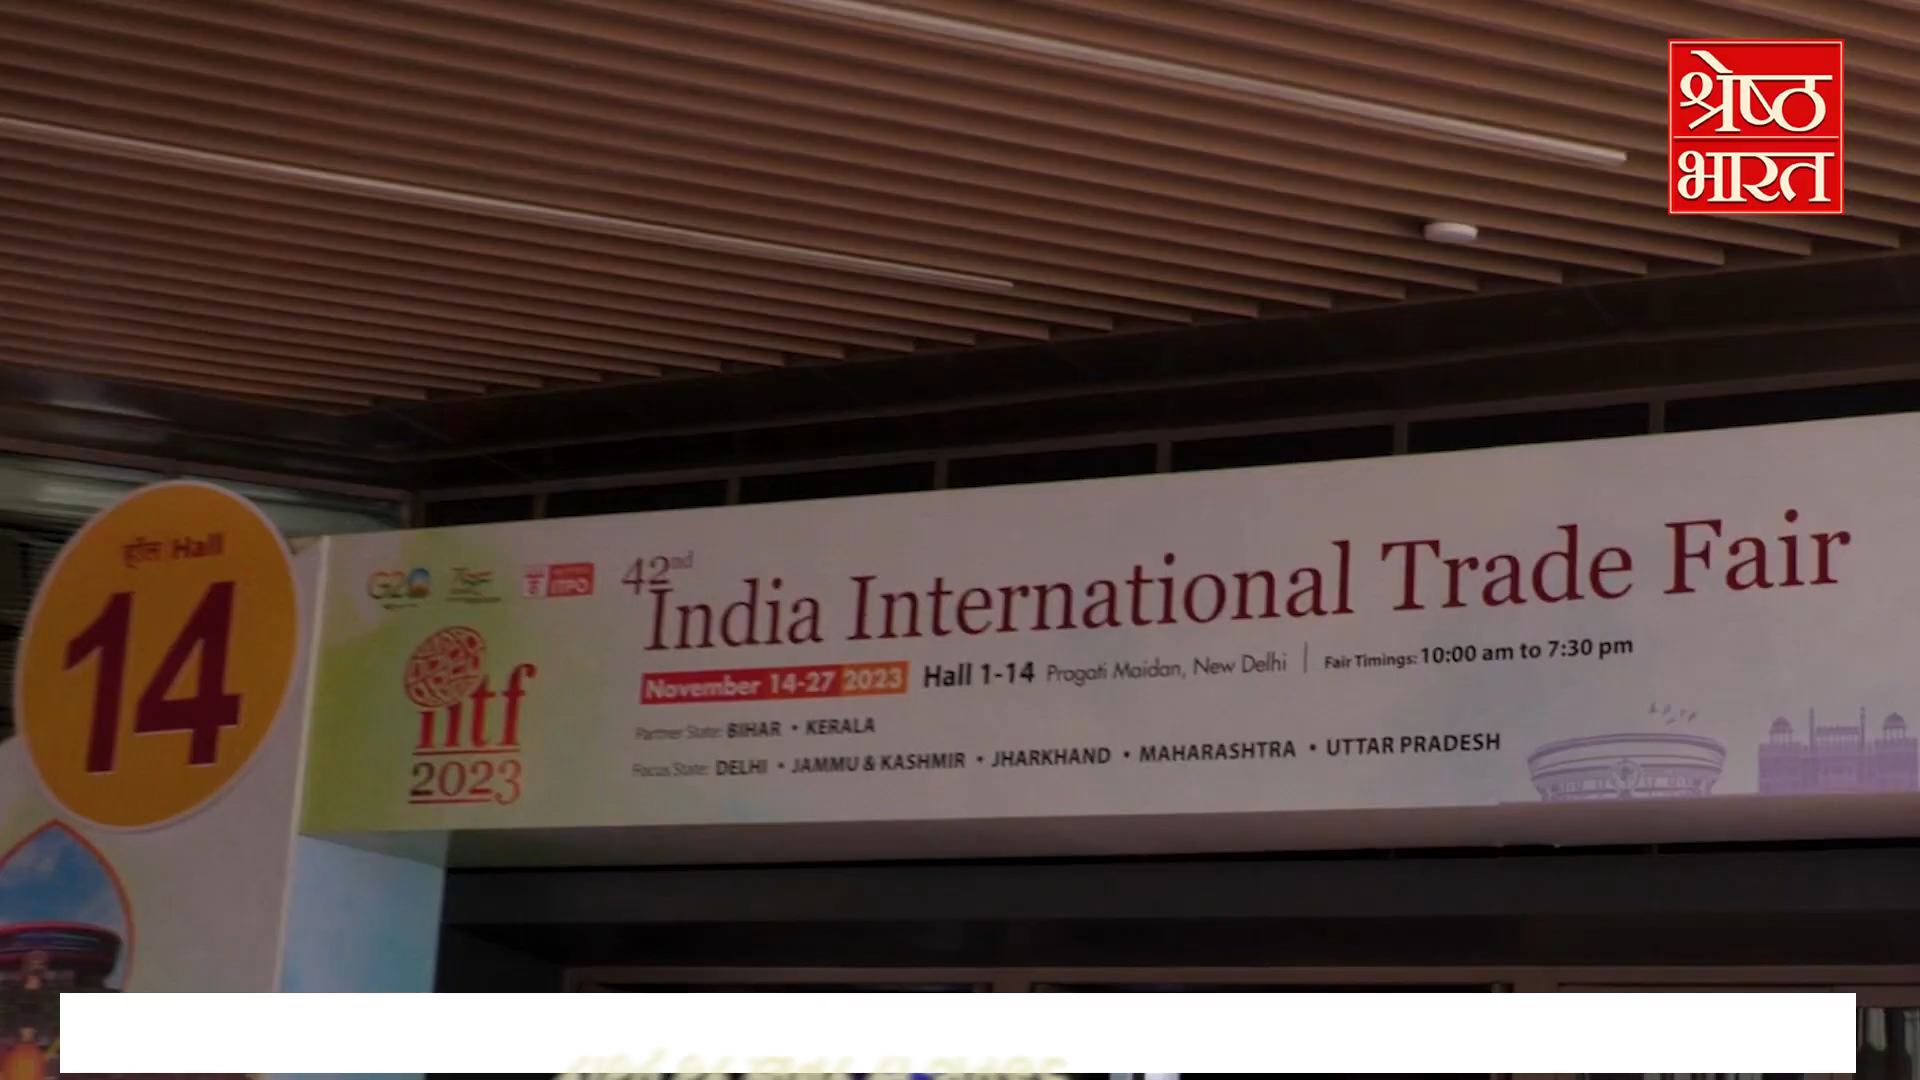 श्रेष्ठ
भारत
हॉल Hall
14
G20
ITPO
42nd
India International Trade Fair
November 14-27 2023 Hall 1-14 Pragati Maidan, New Delhi | Fair Timings: 10:00 am to 7:30 pm
iitf
2023
Partner State: BIHAR • KERALA
Focus State: DELHI • JAMMU & KASHMIR • JHARKHAND • MAHARASHTRA • UTTAR PRADESH